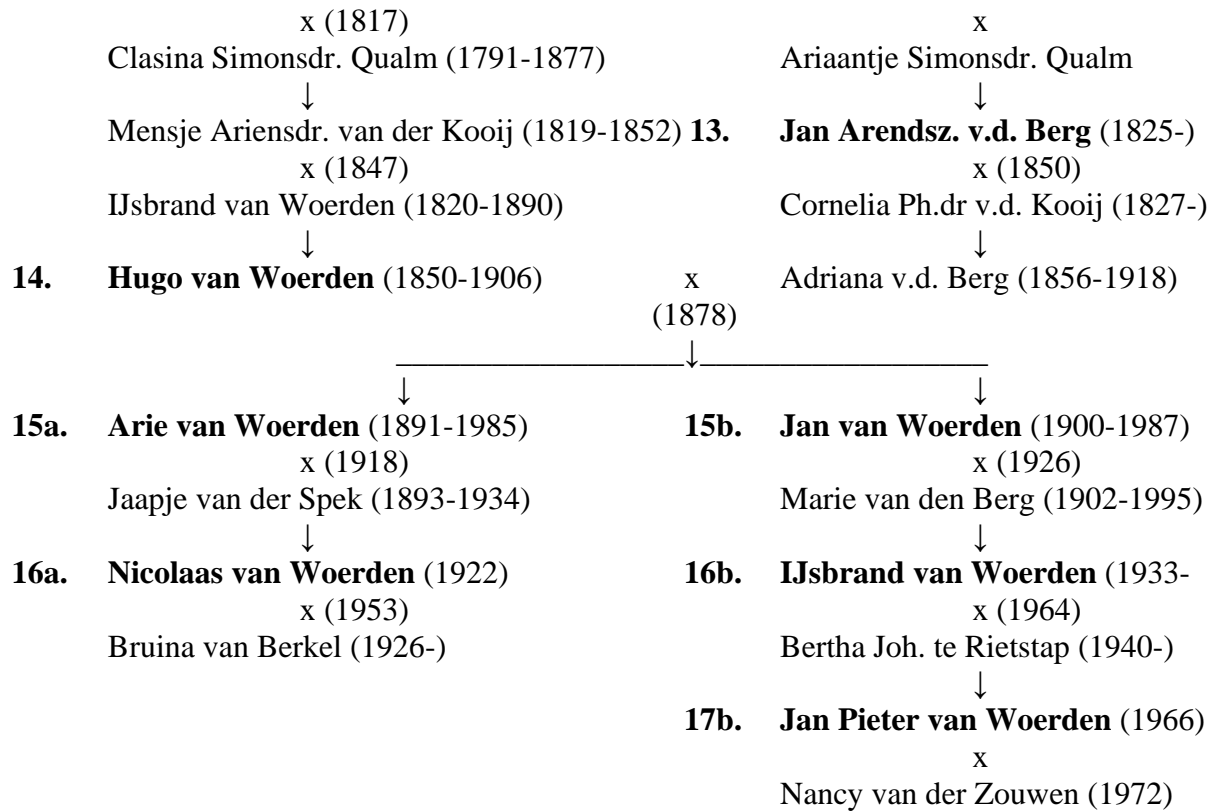 x (1817) x
Clasina Simonsdr. Qualm (1791-1877) Ariaantje Simonsdr. Qualm
↓ ↓
Mensje Ariensdr. van der Kooij (1819-1852) 13. Jan Arendsz. v.d. Berg (1825-)
x (1847) x (1850)
IJsbrand van Woerden (1820-1890) Cornelia Ph.dr v.d. Kooij (1827-)
↓ ↓
14. Hugo van Woerden (1850-1906) x Adriana v.d. Berg (1856-1918)
(1878)
↓
↓ ↓
15a. Arie van Woerden (1891-1985) 15b. Jan van Woerden (1900-1987)
x (1918) x (1926)
Jaapje van der Spek (1893-1934) Marie van den Berg (1902-1995)
↓ ↓
16a. Nicolaas van Woerden (1922) 16b. IJsbrand van Woerden (1933-
x (1953) x (1964)
Bruina van Berkel (1926-) Bertha Joh. te Rietstap (1940-)
↓
17b. Jan Pieter van Woerden (1966)
x
Nancy van der Zouwen (1972)